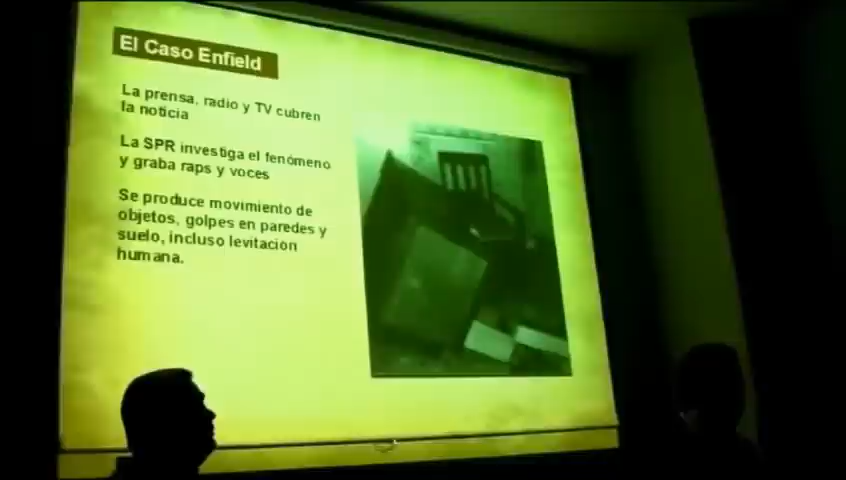 El Caso Enfield
La prensa, radio y TV cubren
la noticia
La SPR investiga el fenómeno
y graba raps y voces
Se produce movimiento de
objetos, golpes en paredes y
suelo, incluso levitación
humana.